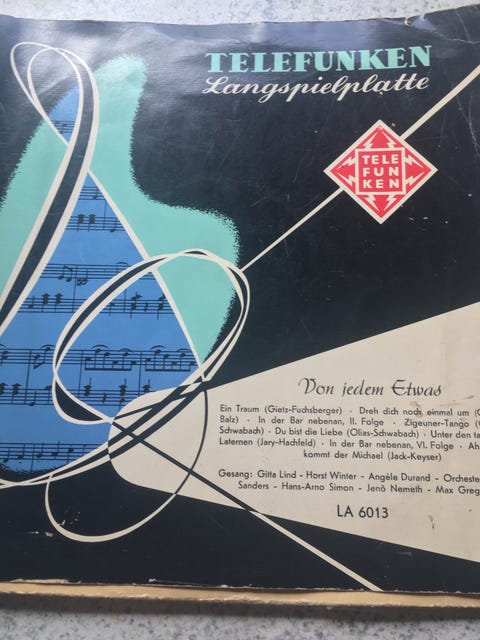 TELEFUNKEN
Langspielplatte
TELE
FUN
KEN
Von jedem Etwas
Ein Traum (Gietz-Fuchsberger) · Dreh dich noch einmal um (
Balz) · In der Bar nebenan, II. Folge · Zigeuner-Tango (
Schwabach) · Du bist die Liebe (Olias-Schwabach) · Unter den
Laternen (Jary-Hachfeld) · In der Bar nebenan, VI. Folge ·
kommt der Michael (Jack-Keyser)
Gesang: Gitta Lind - Horst Winter - Angèle Durand -
Sanders - Hans-Arno Simon - Jenö Nemeth - Max
LA 6013